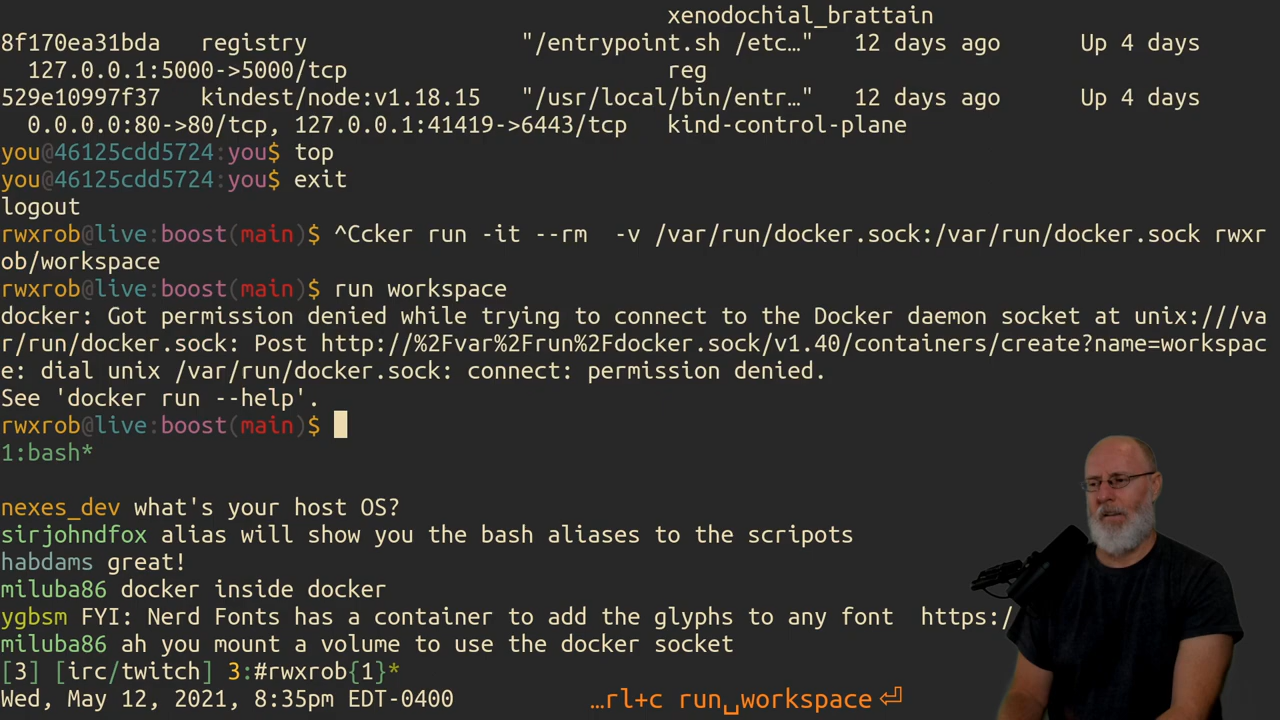 xenodochial_brattain
8f170ea31bda registry "/entrypoint.sh /etc…" 12 days ago Up 4 days
127.0.0.1:5000->5000/tcp reg
529e10997f37 kindest/node:v1.18.15 "/usr/local/bin/entr…" 12 days ago Up 4 days
0.0.0.0:80->80/tcp, 127.0.0.1:41419->6443/tcp kind-control-plane
you@46125cdd5724:you$ top
you@46125cdd5724:you$ exit
logout
rwxrob@live:boost(main)$ ^Ccker run -it --rm  -v /var/run/docker.sock:/var/run/docker.sock rwxr
ob/workspace
rwxrob@live:boost(main)$ run workspace
docker: Got permission denied while trying to connect to the Docker daemon socket at unix:///va
r/run/docker.sock: Post http://%2Fvar%2Frun%2Fdocker.sock/v1.40/containers/create?name=workspac
e: dial unix /var/run/docker.sock: connect: permission denied.
See 'docker run --help'.
rwxrob@live:boost(main)$
1:bash*
nexes_dev what's your host OS?
sirjohndfox alias will show you the bash aliases to the scripots
habdams great!
miluba86 docker inside docker
ygbsm FYI: Nerd Fonts has a container to add the glyphs to any font  https:/
miluba86 ah you mount a volume to use the docker socket
[3] [irc/twitch] 3:#rwxrob{1}*
Wed, May 12, 2021, 8:35pm EDT-0400 …rl+c run␣workspace⏎